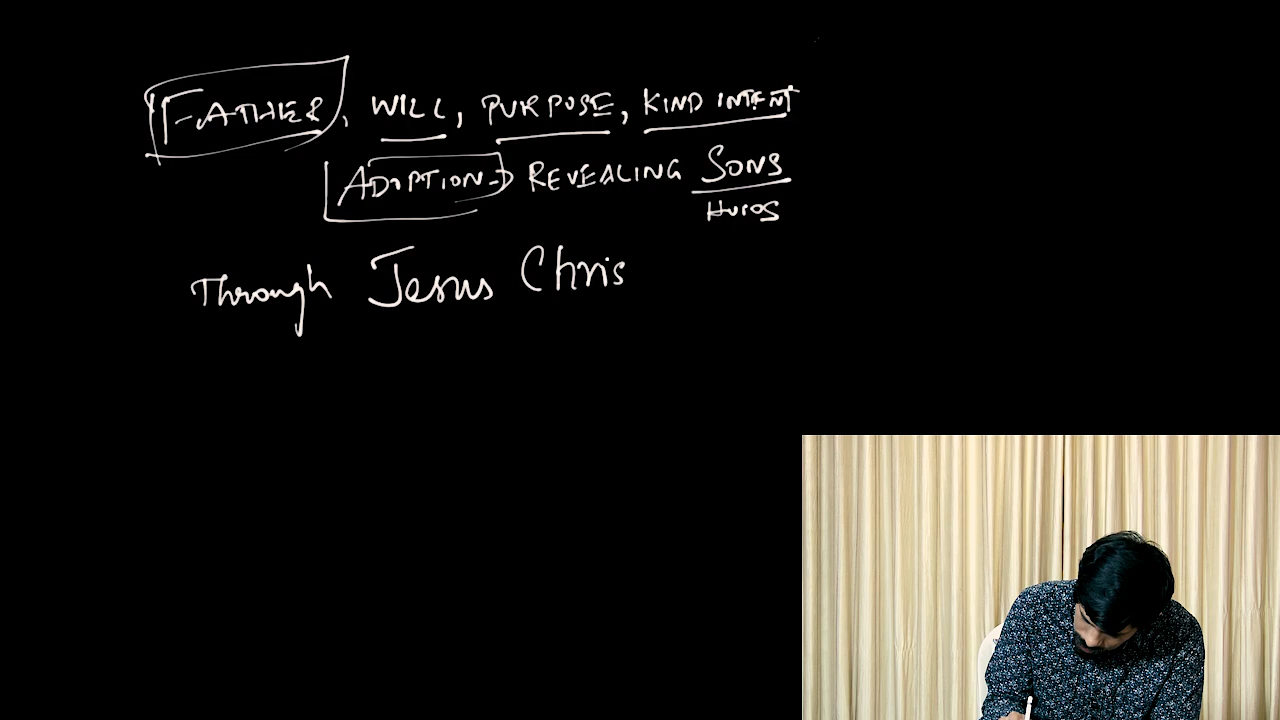 FATHER, WILL, PURPOSE, KIND INTENT
ADOPTION → REVEALING SONS
Huios
Through Jesus Chris